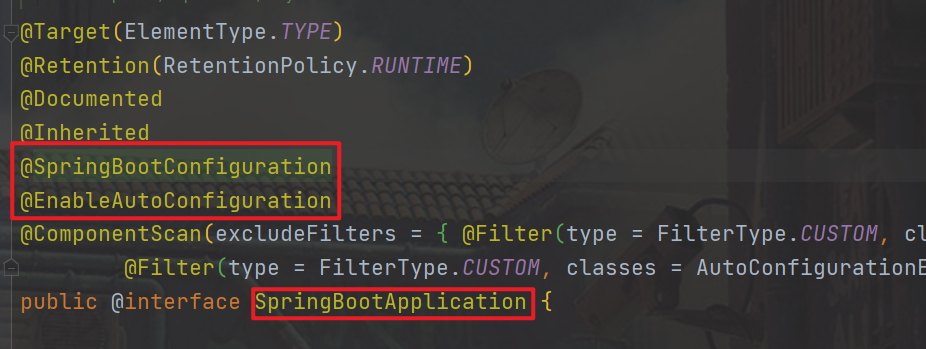 @Target(ElementType.TYPE)
@Retention(RetentionPolicy.RUNTIME)
@Documented
@Inherited
@SpringBootConfiguration
@EnableAutoConfiguration
@ComponentScan(excludeFilters = { @Filter(type = FilterType.CUSTOM, cl
@Filter(type = FilterType.CUSTOM, classes = AutoConfigurationE
public @interface SpringBootApplication {